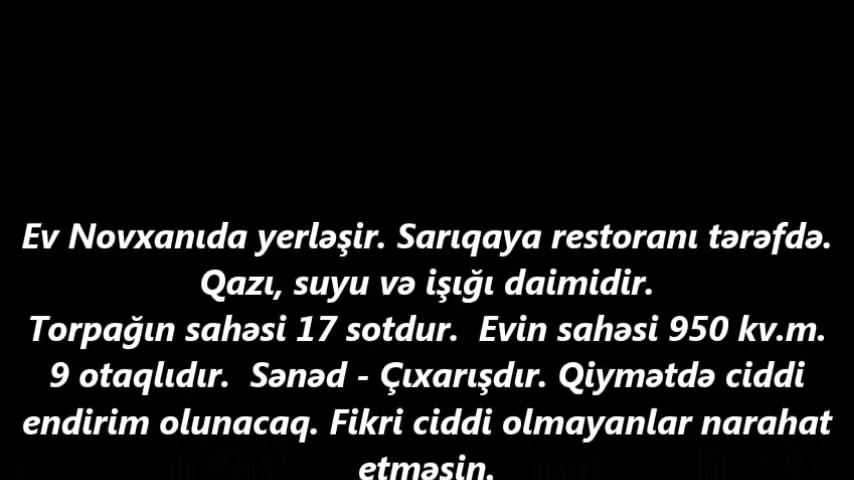 Ev Novxanıda yerləşir. Sarıqaya restoranı tərəfdə.
Qazı, suyu və işığı daimidir.
Torpağın sahəsi 17 sotdur. Evin sahəsi 950 kv.m.
9 otaqlıdır. Sənəd - Çıxarışdır. Qiymətdə ciddi
endirim olunacaq. Fikri ciddi olmayanlar narahat
etməsin.